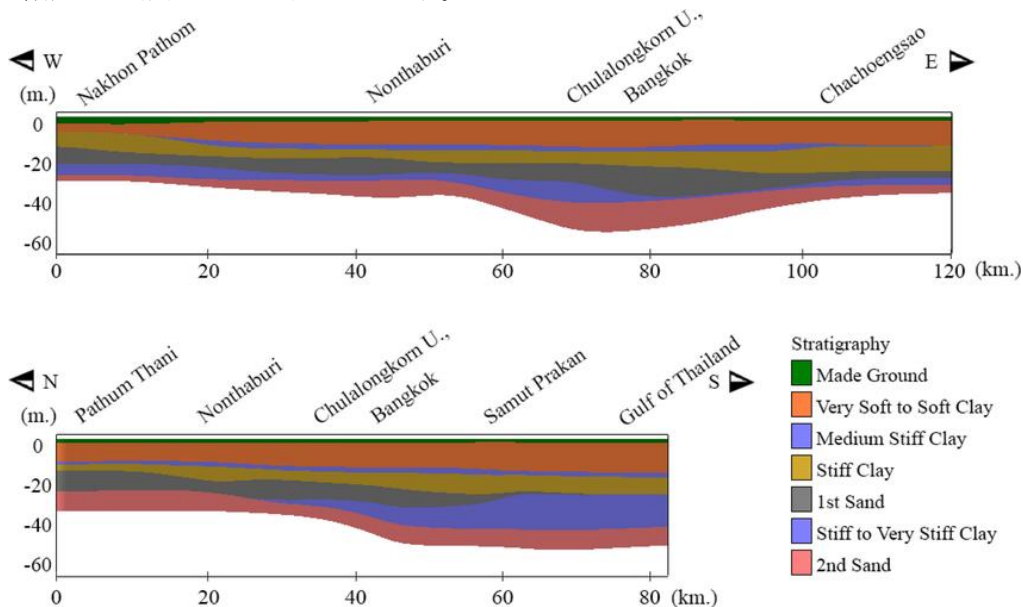 W
Nakhon Pathom
Nonthaburi
Chulalongkorn U.,
Bangkok
Chachoengsao
E
(m.)
0
-20
-40
-60
0
20
40
60
80
100
120
(km.)
N
Pathum Thani
Nonthaburi
Chulalongkorn U.,
Bangkok
Samut Prakan
Gulf of Thailand
S
(m.)
0
-20
-40
-60
0
20
40
60
80
(km.)
Stratigraphy
Made Ground
Very Soft to Soft Clay
Medium Stiff Clay
Stiff Clay
1st Sand
Stiff to Very Stiff Clay
2nd Sand